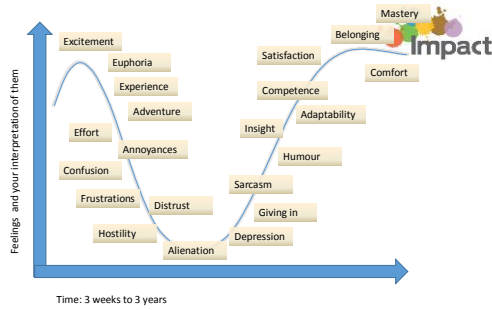 Mastery
Belonging
Impact
Excitement
Satisfaction
Euphoria
Comfort
Experience
Competence
Adventure
Adaptability
Effort
Insight
Annoyances
Humour
Confusion
Sarcasm
Frustrations
Distrust
Giving in
Hostility
Depression
Alienation
Feelings and your interpretation of them
Time: 3 weeks to 3 years